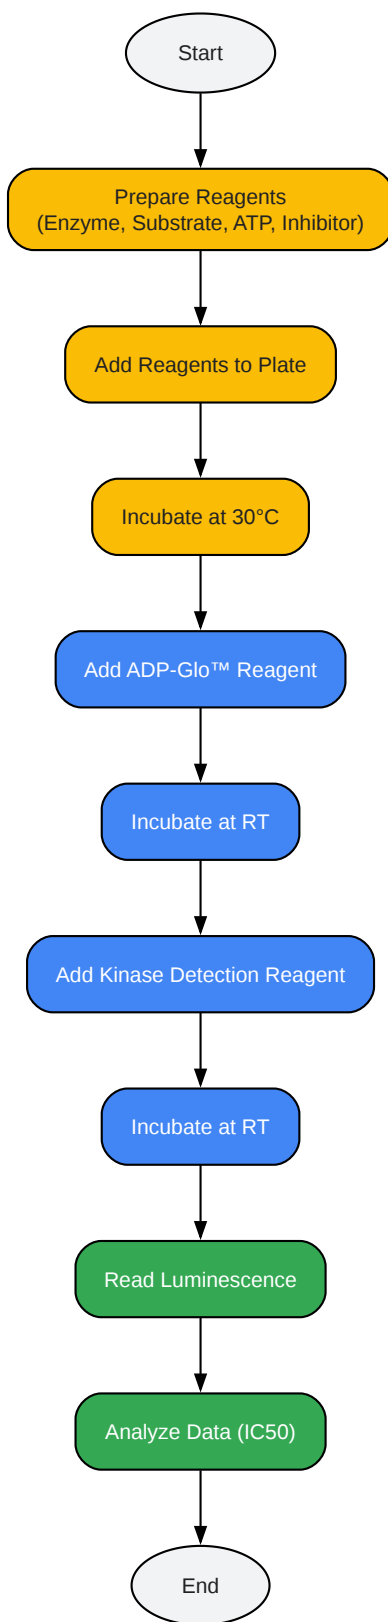 Start
Prepare Reagents
(Enzyme, Substrate, ATP, Inhibitor)
Add Reagents to Plate
Incubate at 30°C
Add ADP-Glo™ Reagent
Incubate at RT
Add Kinase Detection Reagent
Incubate at RT
Read Luminescence
Analyze Data (IC50)
End